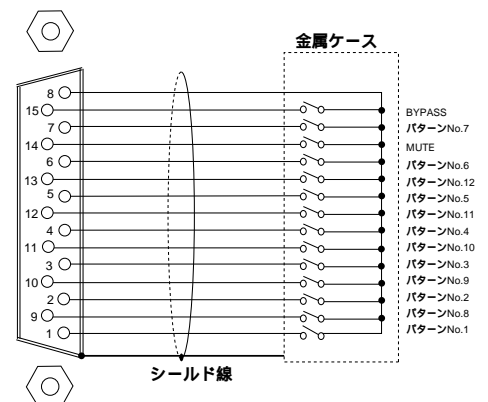 金属ケース
8
15
7
14
6
13
5
12
4
11
3
10
2
9
1
BYPASS
パターンNo.7
MUTE
パターンNo.6
パターンNo.12
パターンNo.5
パターンNo.11
パターンNo.4
パターンNo.10
パターンNo.3
パターンNo.9
パターンNo.2
パターンNo.8
パターンNo.1
シールド線